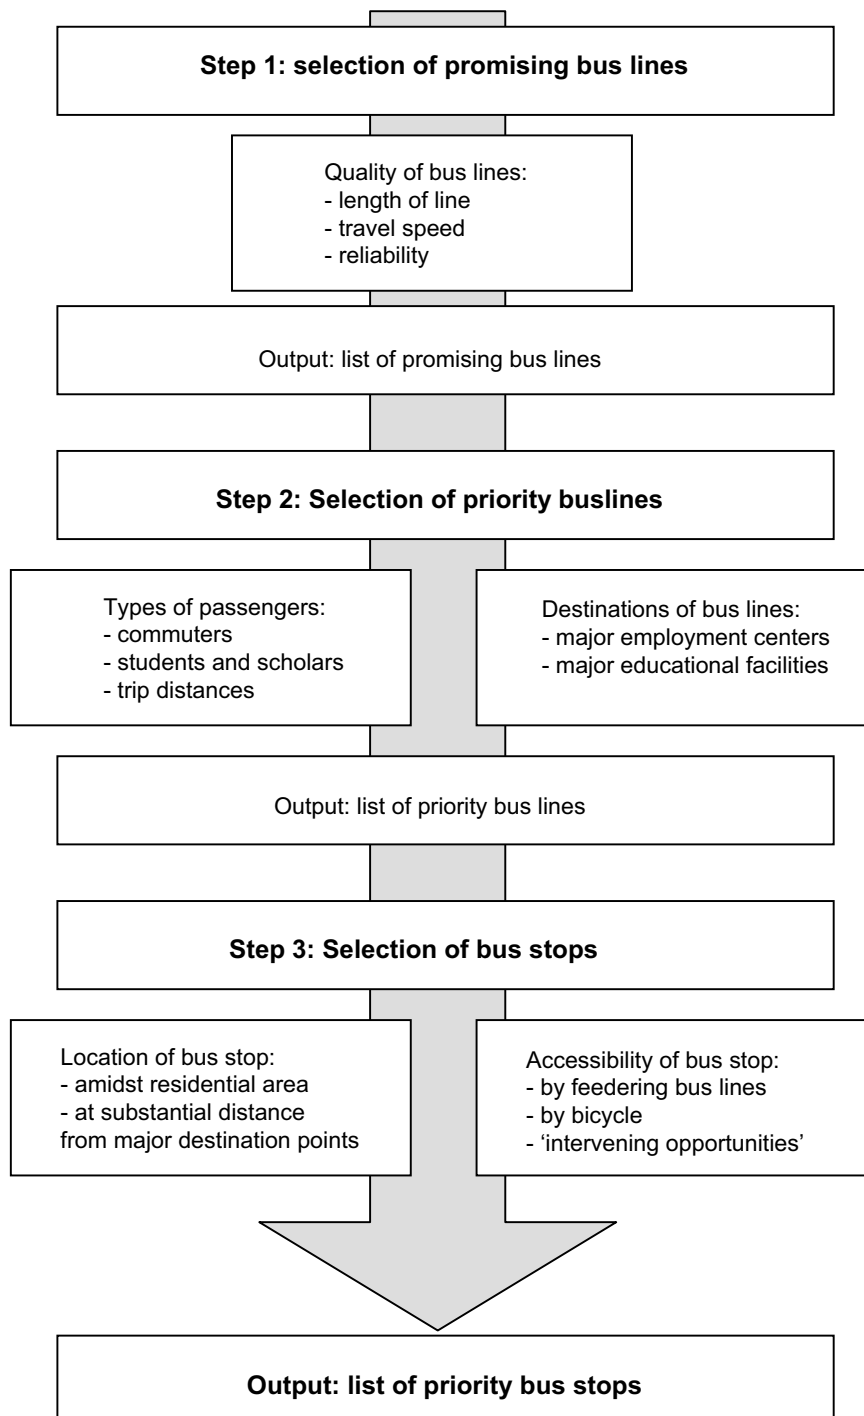 Step 1: selection of promising bus lines
Quality of bus lines:
- length of line
- travel speed
- reliability
Output: list of promising bus lines
Step 2: Selection of priority buslines
Types of passengers:
- commuters
- students and scholars
- trip distances
Destinations of bus lines:
- major employment centers
- major educational facilities
Output: list of priority bus lines
Step 3: Selection of bus stops
Location of bus stop:
- amidst residential area
- at substantial distance
from major destination points
Accessibility of bus stop:
- by feedering bus lines
- by bicycle
- ‘intervening opportunities’
Output: list of priority bus stops